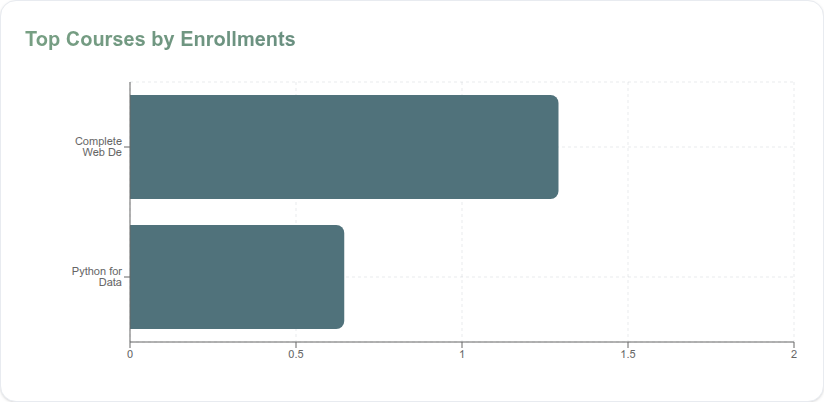 Top Courses by Enrollments
Complete
Web De
Python for
Data
0
0.5
1
1.5
2